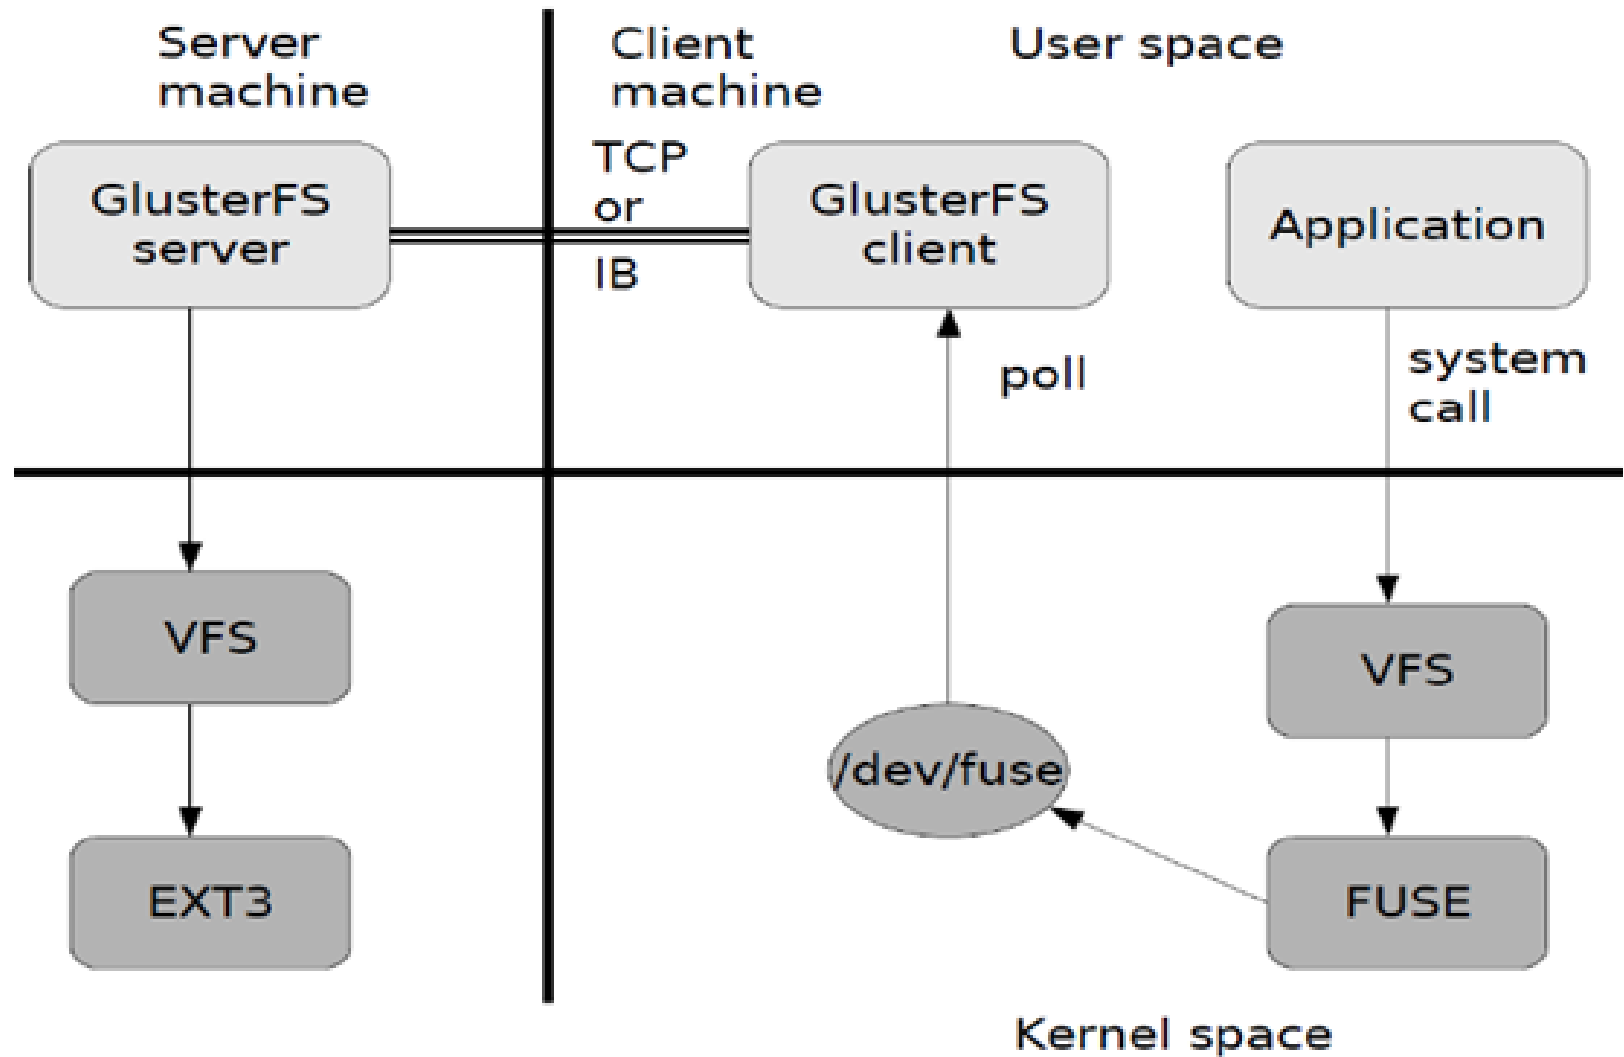 Server
machine
Client
machine
User space
GlusterFS
server
TCP
or
IB
GlusterFS
client
Application
poll
system
call
VFS
VFS
/dev/fuse
EXT3
FUSE
Kernel space